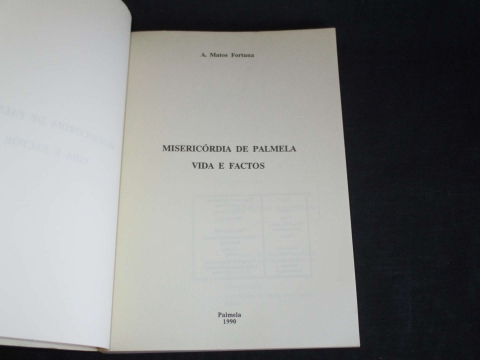 A. Matos Fortuna
MISERICÓRDIA DE PALMELA
VIDA E FACTOS
Palmela
1990